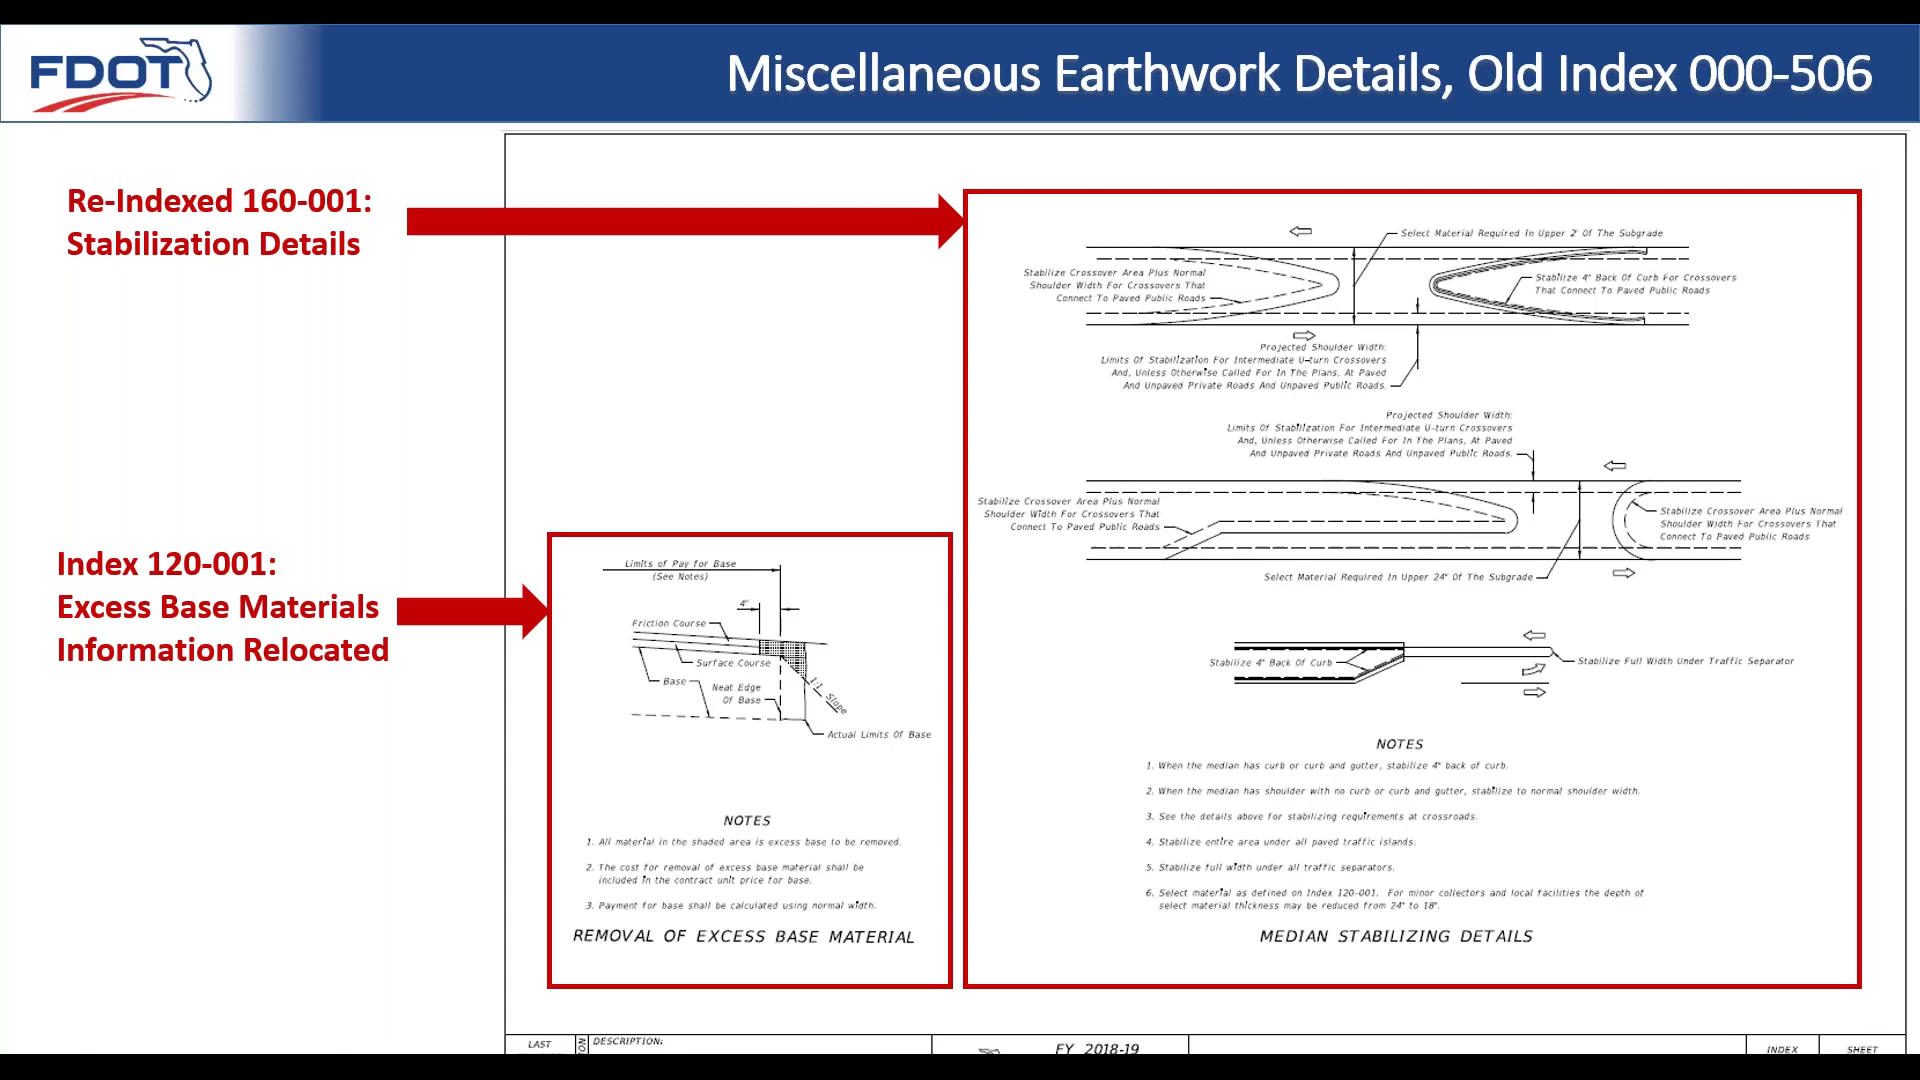 FDOT
Miscellaneous Earthwork Details, Old Index 000-506
Re-Indexed 160-001:
Stabilization Details
Index 120-001:
Excess Base Materials
Information Relocated
Limits of Pay for Base
(See Notes)
4"
Friction Course
Surface Course
Base
Neat Edge
Of Base
1:1 Slope
Actual Limits Of Base
NOTES
1. All material in the shaded area is excess base to be removed.
2. The cost for removal of excess base material shall be
included in the contract unit price for base.
3. Payment for base shall be calculated using normal width.
REMOVAL OF EXCESS BASE MATERIAL
Select Material Required In Upper 2' Of The Subgrade
Stabilize Crossover Area Plus Normal
Shoulder Width For Crossovers That
Connect To Paved Public Roads
Stabilize 4" Back Of Curb For Crossovers
That Connect To Paved Public Roads
Projected Shoulder Width:
Limits Of Stabilization For Intermediate U-turn Crossovers
And, Unless Otherwise Called For In The Plans, At Paved
And Unpaved Private Roads And Unpaved Public Roads.
Projected Shoulder Width:
Limits Of Stabilization For Intermediate U-turn Crossovers
And, Unless Otherwise Called For In The Plans, At Paved
And Unpaved Private Roads And Unpaved Public Roads.
Stabilize Crossover Area Plus Normal
Shoulder Width For Crossovers That
Connect To Paved Public Roads
Stabilize Crossover Area Plus Normal
Shoulder Width For Crossovers That
Connect To Paved Public Roads
Select Material Required In Upper 24" Of The Subgrade
Stabilize 4" Back Of Curb
Stabilize Full Width Under Traffic Separator
NOTES
1. When the median has curb or curb and gutter, stabilize 4" back of curb.
2. When the median has shoulder with no curb or curb and gutter, stabilize to normal shoulder width.
3. See the details above for stabilizing requirements at crossroads.
4. Stabilize entire area under all paved traffic islands.
5. Stabilize full width under all traffic separators.
6. Select material as defined on Index 120-001. For minor collectors and local facilities the depth of
select material thickness may be reduced from 24" to 18".
MEDIAN STABILIZING DETAILS
LAST
DESCRIPTION:
FY 2018-19
INDEX
SHEET